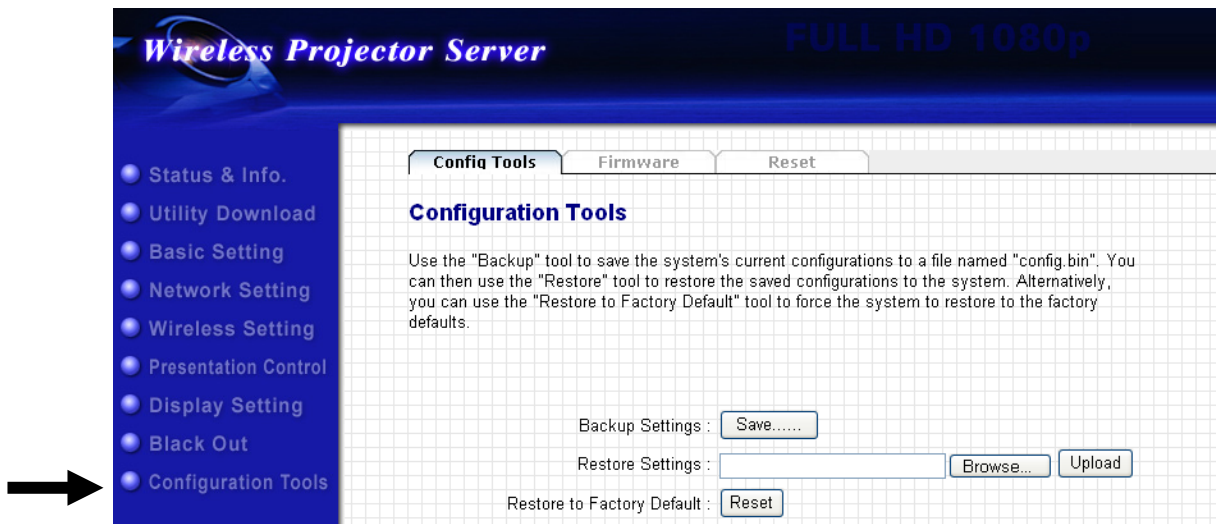 Wireless Projector Server
FULL HD 1080p
Status & Info.
Utility Download
Basic Setting
Network Setting
Wireless Setting
Presentation Control
Display Setting
Black Out
Configuration Tools
Config Tools Firmware Reset
Configuration Tools
Use the "Backup" tool to save the system's current configurations to a file named "config.bin". You
can then use the "Restore" tool to restore the saved configurations to the system. Alternatively,
you can use the "Restore to Factory Default" tool to force the system to restore to the factory
defaults.
Backup Settings : Save......
Restore Settings : Browse... Upload
Restore to Factory Default : Reset